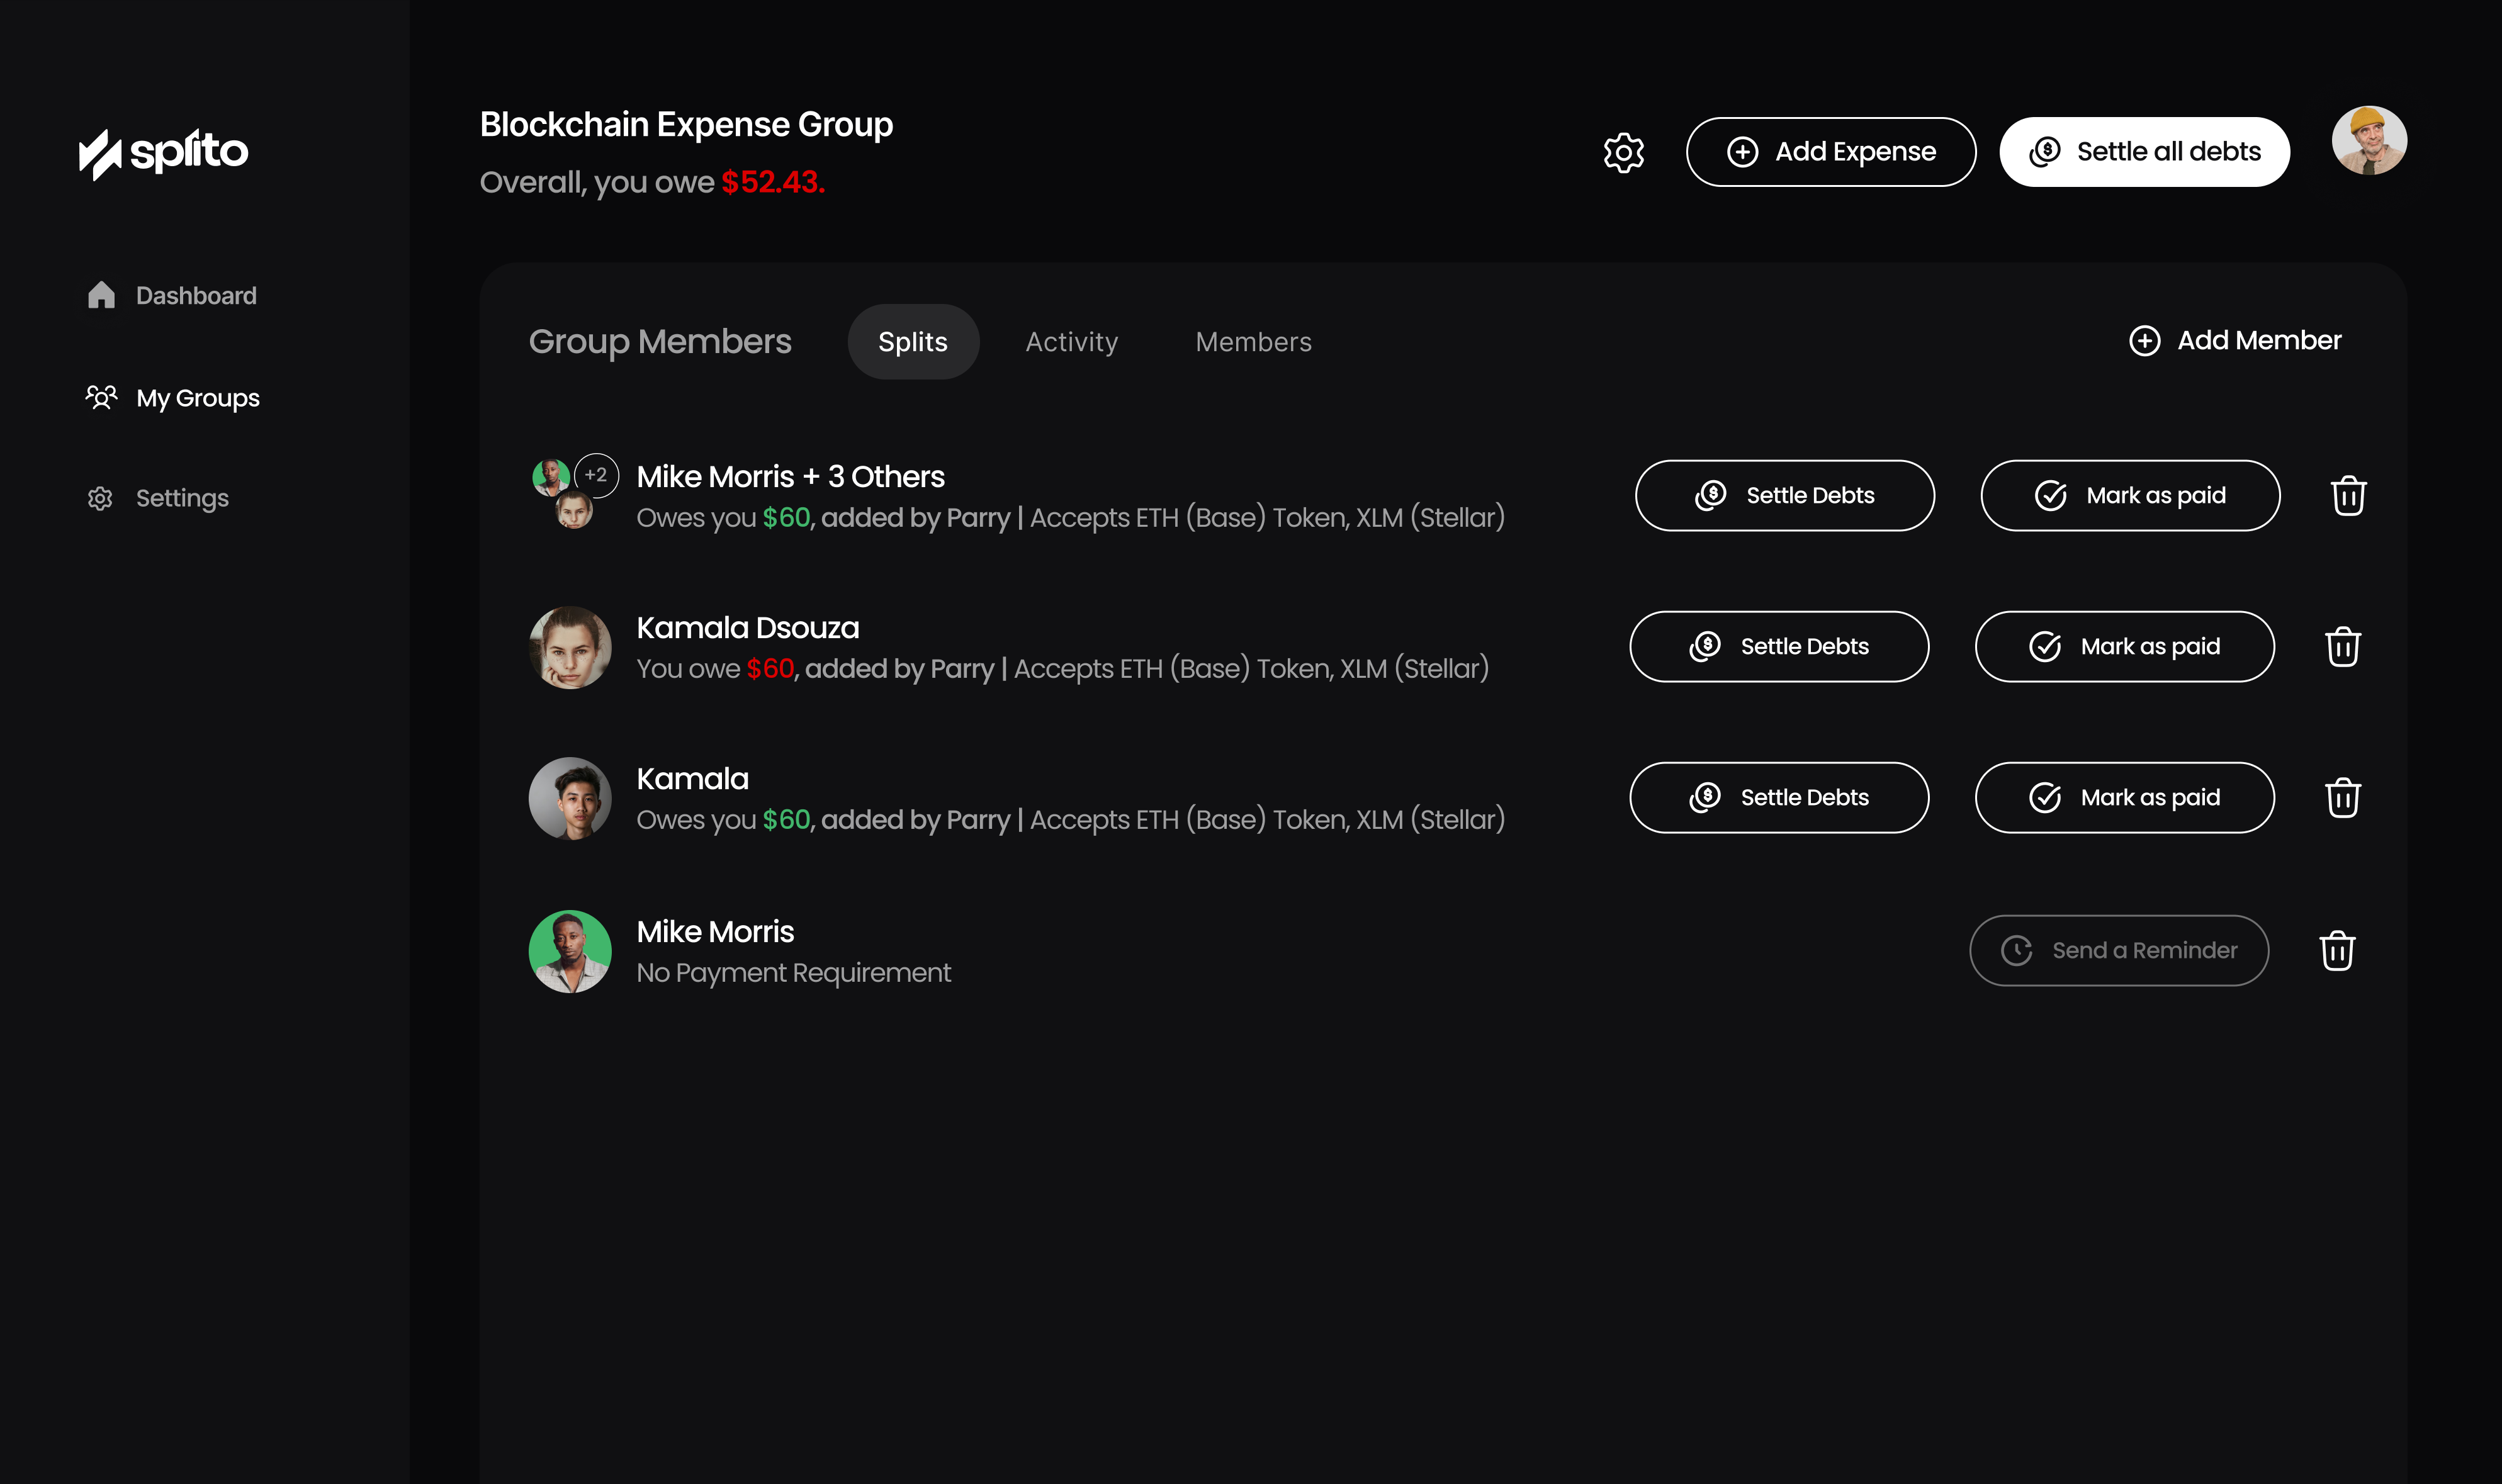 splito
Dashboard
My Groups
Settings
Blockchain Expense Group
Overall, you owe $52.43.
Add Expense
Settle all debts
Group Members
Splits
Activity
Members
Add Member
+2
Mike Morris + 3 Others
Owes you $60, added by Parry | Accepts ETH (Base) Token, XLM (Stellar)
Settle Debts
Mark as paid
Kamala Dsouza
You owe $60, added by Parry | Accepts ETH (Base) Token, XLM (Stellar)
Settle Debts
Mark as paid
Kamala
Owes you $60, added by Parry | Accepts ETH (Base) Token, XLM (Stellar)
Settle Debts
Mark as paid
Mike Morris
No Payment Requirement
Send a Reminder